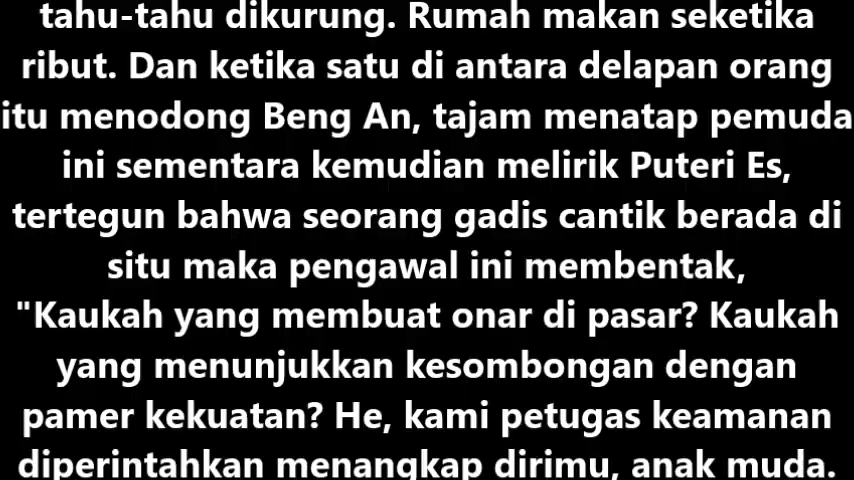 tahu-tahu dikurung. Rumah makan seketika
ribut. Dan ketika satu di antara delapan orang
itu menodong Beng An, tajam menatap pemuda
ini sementara kemudian melirik Puteri Es,
tertegun bahwa seorang gadis cantik berada di
situ maka pengawal ini membentak,
"Kaukah yang membuat onar di pasar? Kaukah
yang menunjukkan kesombongan dengan
pamer kekuatan? He, kami petugas keamanan
diperintahkan menangkap dirimu, anak muda.